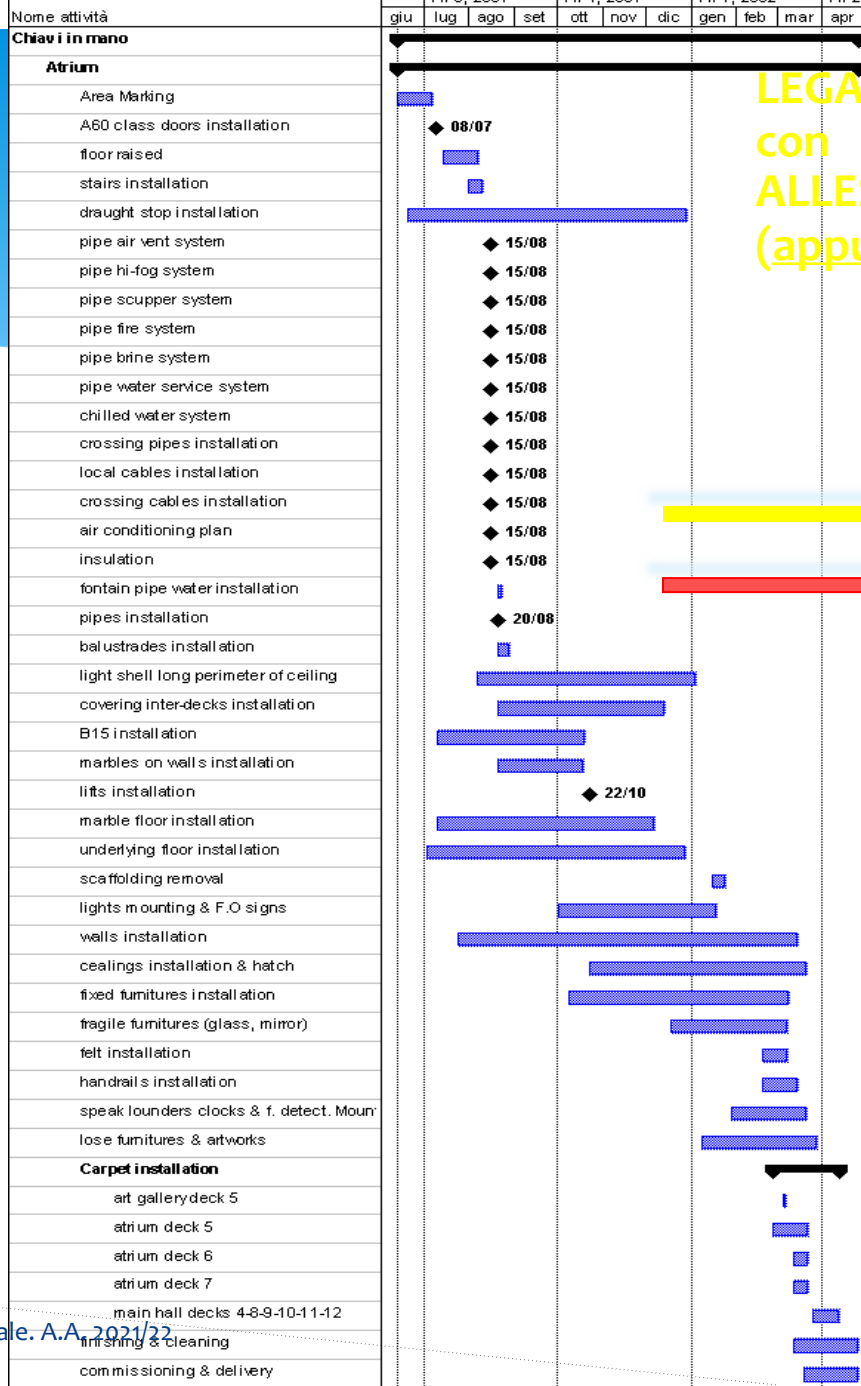 Nome attività
giu lug ago set ott nov dic gen feb mar apr
Chiavi in mano
Atrium
Area Marking
A60 class doors installation 08/07
floor raised
stairs installation
draught stop installation
pipe air vent system 15/08
pipe hi-fog system 15/08
pipe scupper system 15/08
pipe fire system 15/08
pipe brine system 15/08
pipe water service system 15/08
chilled water system 15/08
crossing pipes installation 15/08
local cables installation 15/08
crossing cables installation 15/08
air conditioning plan 15/08
insulation 15/08
fontain pipe water installation
pipes installation 20/08
balustrades installation
light shell long perimeter of ceiling
covering inter-decks installation
B15 installation
marbles on walls installation
lifts installation 22/10
marble floor installation
underlying floor installation
scaffolding removal
lights mounting & F.O signs
walls installation
cealings installation & hatch
fixed furnitures installation
fragile furnitures (glass, mirror)
felt installation
handrails installation
speak lounders clocks & f. detect. Moun
lose furnitures & artworks
Carpet installation
art gallery deck 5
atrium deck 5
atrium deck 6
atrium deck 7
main hall decks 4-8-9-10-11-12
finishing & cleaning
commissioning & delivery
LEGA
con
ALLE
(appu
ale. A.A. 2021/22